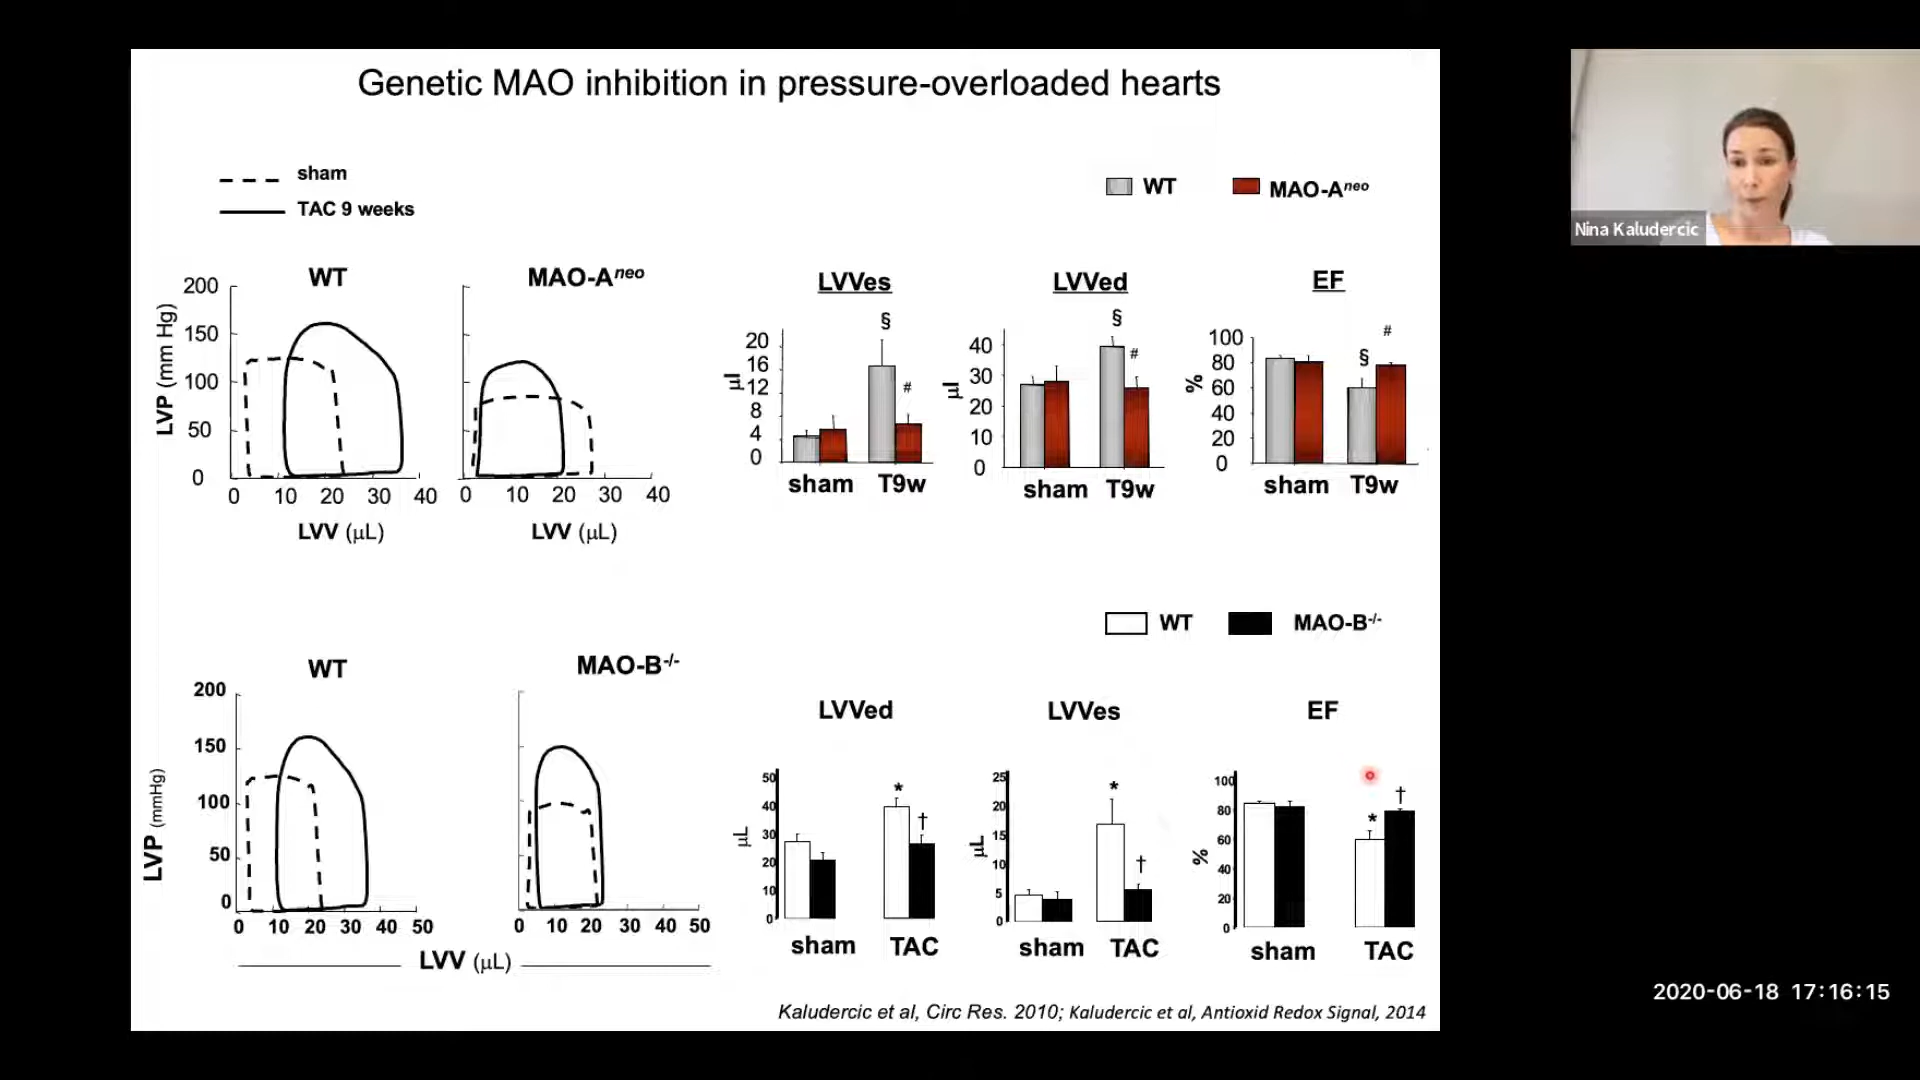 Genetic MAO inhibition in pressure-overloaded hearts
sham
TAC 9 weeks
WT MAO-Aneo
Nina Kaludercic
WT MAO-Aneo
LVP (mm Hg)
200
150
100
50
0
0 10 20 30 40
0 10 20 30 40
LVV (μL) LVV (μL)
LVVes
μl
20
16
12
8
4
0
§
#
sham T9w
LVVed
μl
40
30
20
10
0
§
#
sham T9w
EF
%
100
80
60
40
20
0
§
#
sham T9w
WT MAO-B-/-
WT MAO-B-/-
LVP (mmHg)
200
150
100
50
0
0 10 20 30 40 50
0 10 20 30 40 50
LVV (μL)
LVVed
μL
50
40
30
20
10
0
*
†
sham TAC
LVVes
μL
25
20
15
10
5
0
*
†
sham TAC
EF
%
100
80
60
40
20
0
*
†
sham TAC
Kaludercic et al, Circ Res. 2010; Kaludercic et al, Antioxid Redox Signal, 2014
2020-06-18 17:16:15